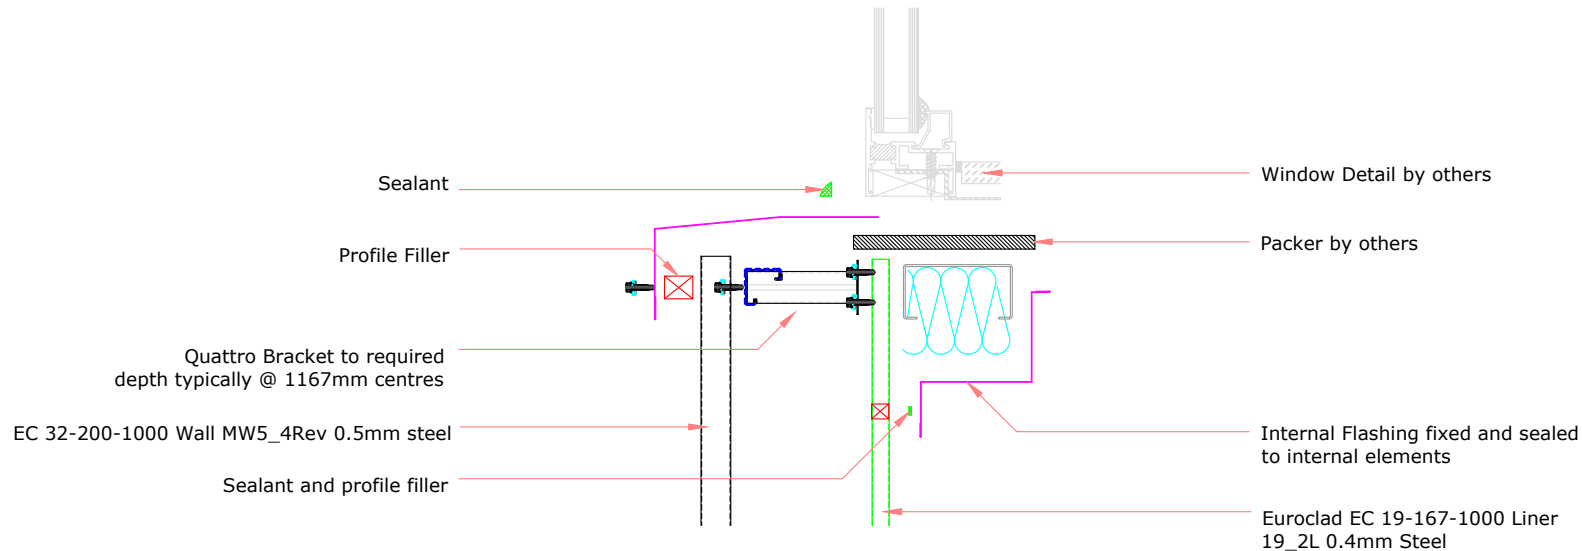 Sealant
Profile Filler
Quattro Bracket to required
depth typically @ 1167mm centres
EC 32-200-1000 Wall MW5_4Rev 0.5mm steel
Sealant and profile filler
Window Detail by others
Packer by others
Internal Flashing fixed and sealed
to internal elements
Euroclad EC 19-167-1000 Liner
19_2L 0.4mm Steel